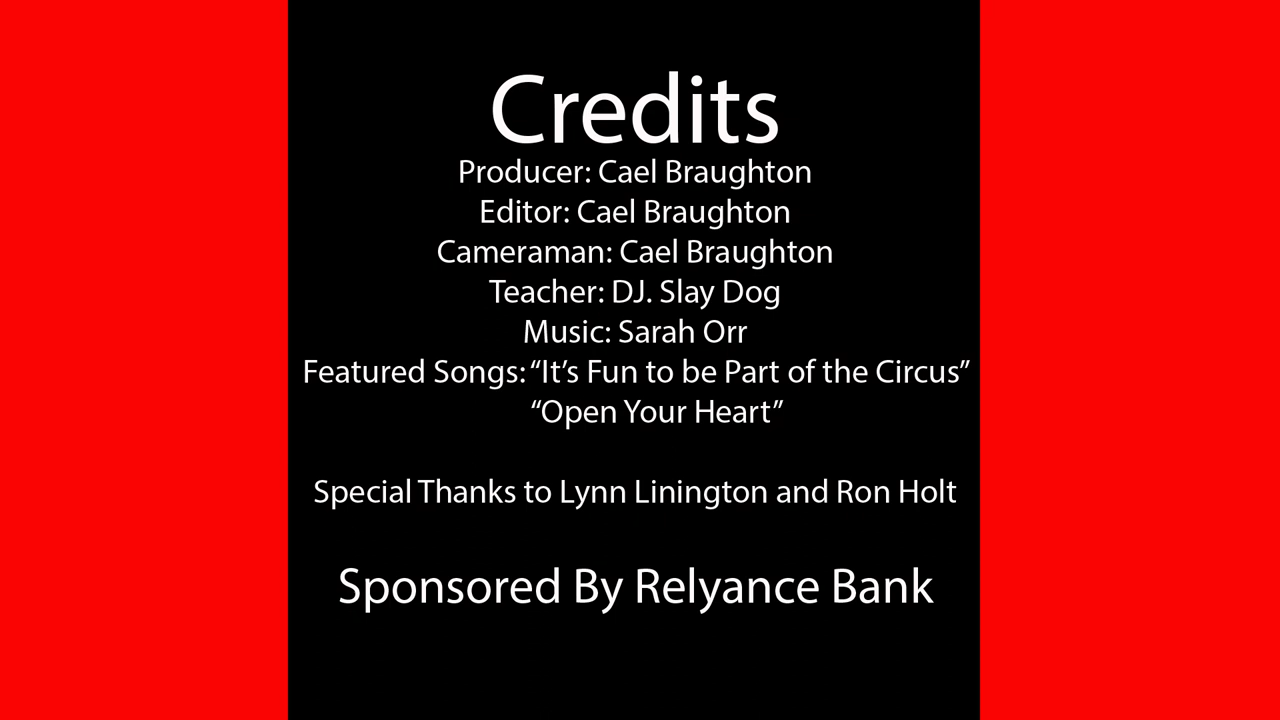 Credits
Producer: Cael Braughton
Editor: Cael Braughton
Cameraman: Cael Braughton
Teacher: DJ. Slay Dog
Music: Sarah Orr
Featured Songs: “It’s Fun to be Part of the Circus”
“Open Your Heart”
Special Thanks to Lynn Linington and Ron Holt
Sponsored By Relyance Bank